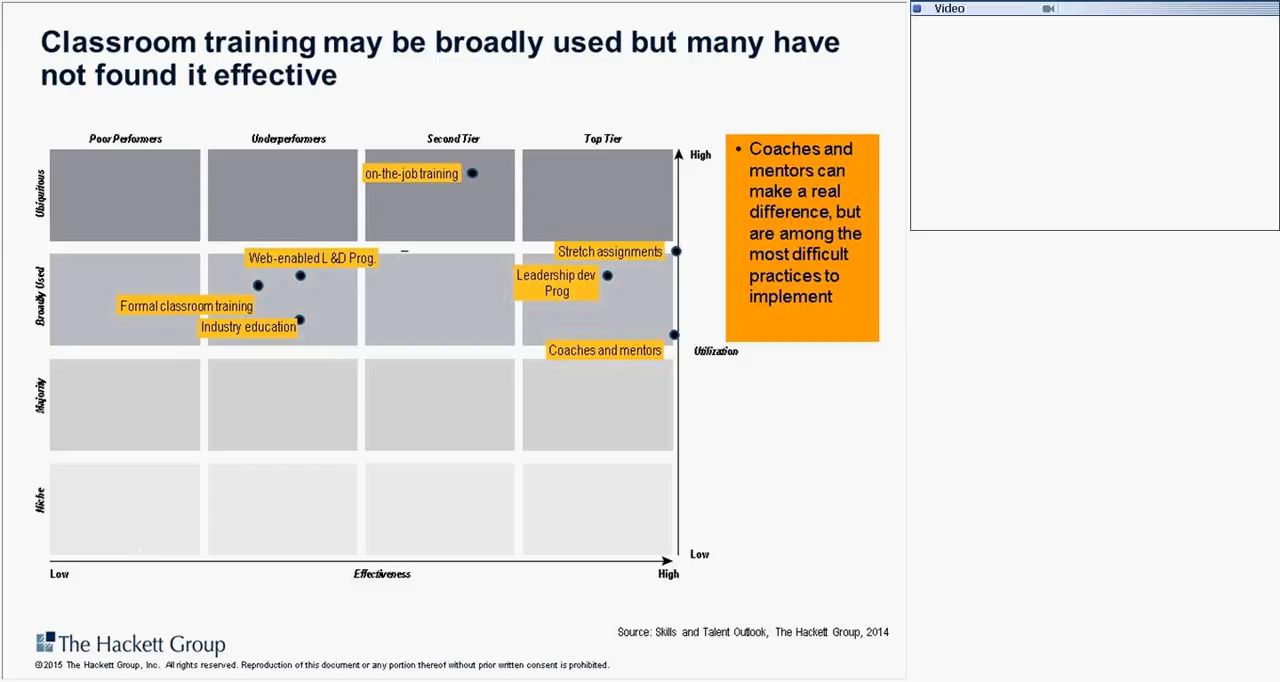 Video
Classroom training may be broadly used but many have
not found it effective
Poor Performers
Underperformers
Second Tier
Top Tier
High
Ubiquitous
on-the-job training
• Coaches and
mentors can
make a real
difference, but
are among the
most difficult
practices to
implement
Broadly Used
Web-enabled L &D Prog.
Stretch assignments
Leadership dev
Prog
Formal classroom training
Industry education
Coaches and mentors
Utilization
Majority
Niche
Low
Low
Effectiveness
High
Source: Skills and Talent Outlook, The Hackett Group, 2014
The Hackett Group
©2015 The Hackett Group, Inc. All rights reserved. Reproduction of this document or any portion thereof without prior written consent is prohibited.